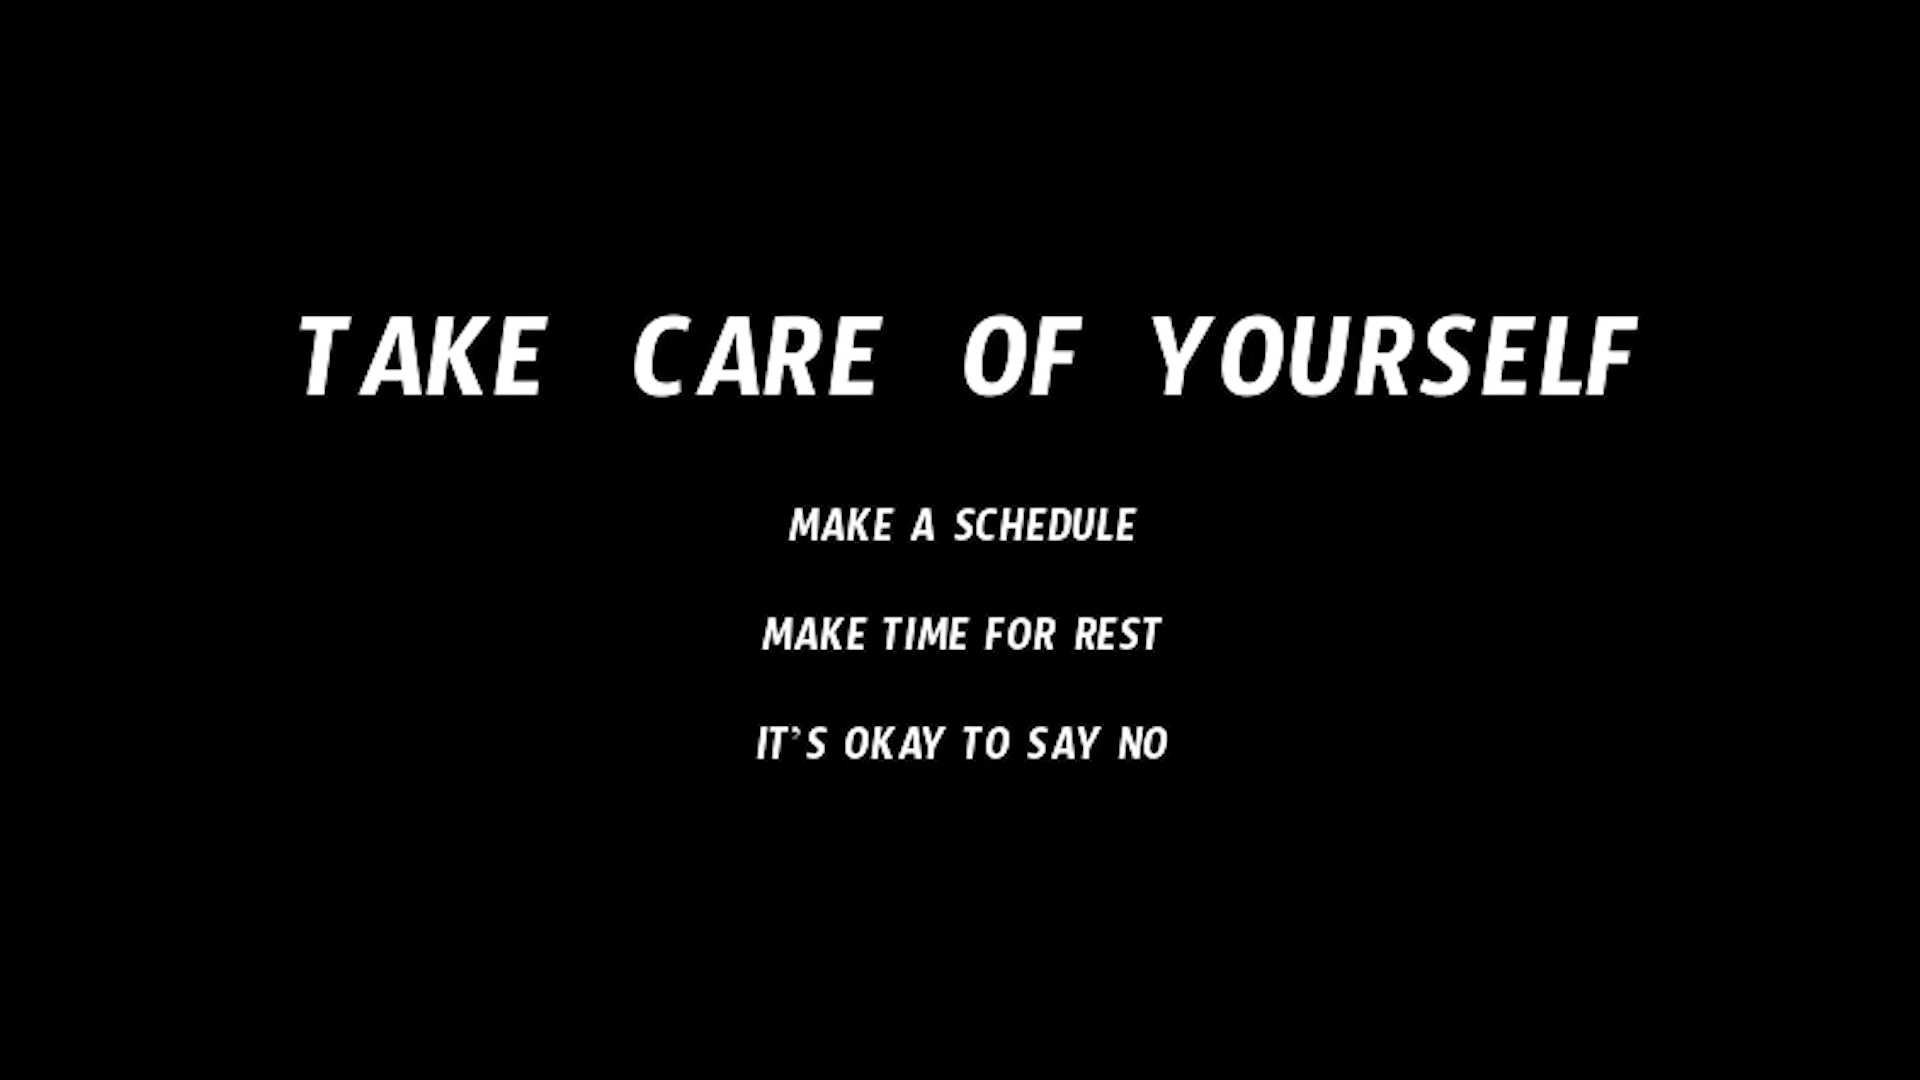 TAKE CARE OF YOURSELF
MAKE A SCHEDULE
MAKE TIME FOR REST
IT'S OKAY TO SAY NO